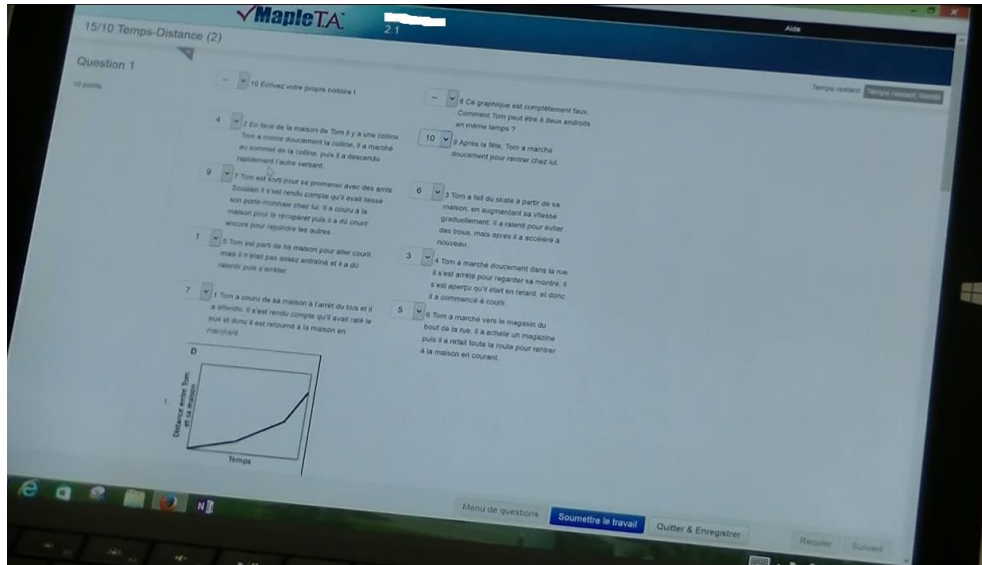 MapleT.A.
2.1
Aide
15/10 Temps-Distance (2)
Temps restant:
Question 1
10 points
10 Ecrivez votre propre histoire !
4
2 En face de la maison de Tom il y a une colline.
Tom a monté doucement la colline, il a marché
au sommet de la colline, puis il a descendu
rapidement l'autre versant.
9
7 Tom est sorti pour se promener avec des amis.
Soudain il s'est rendu compte qu'il avait laissé
son porte-monnaie chez lui. Il a couru à la
maison pour le récupérer puis il a dû courir
encore pour rejoindre les autres.
1
5 Tom est parti de sa maison pour aller courir
mais il n'était pas assez entraîné et il a dû
ralentir puis s'arrêter.
7
1 Tom a couru de sa maison à l'arrêt du bus et il
a attendu. Il s'est rendu compte qu'il avait raté le
bus et donc il est retourné à la maison en
marchant.
8 Ce graphique est complètement faux.
Comment Tom peut être à deux endroits
en même temps ?
10
9 Après la fête, Tom a marché
doucement pour rentrer chez lui.
6
3 Tom a fait du skate à partir de sa
maison, en augmentant sa vitesse
graduellement. Il a ralenti pour éviter
des trous, mais après il a accéléré à
nouveau.
3
4 Tom a marché doucement dans la rue,
il s'est arrêté pour regarder sa montre, il
s'est aperçu qu'il était en retard, et donc
il a commencé à courir.
5
6 Tom a marché vers le magasin du
bout de la rue, il a acheté un magazine
puis il a refait toute la route pour rentrer
à la maison en courant.
D
Distance entre Tom
et sa maison
Temps
Menu de questions
Soumettre le travail
Quitter & Enregistrer
Reculer
Suivant